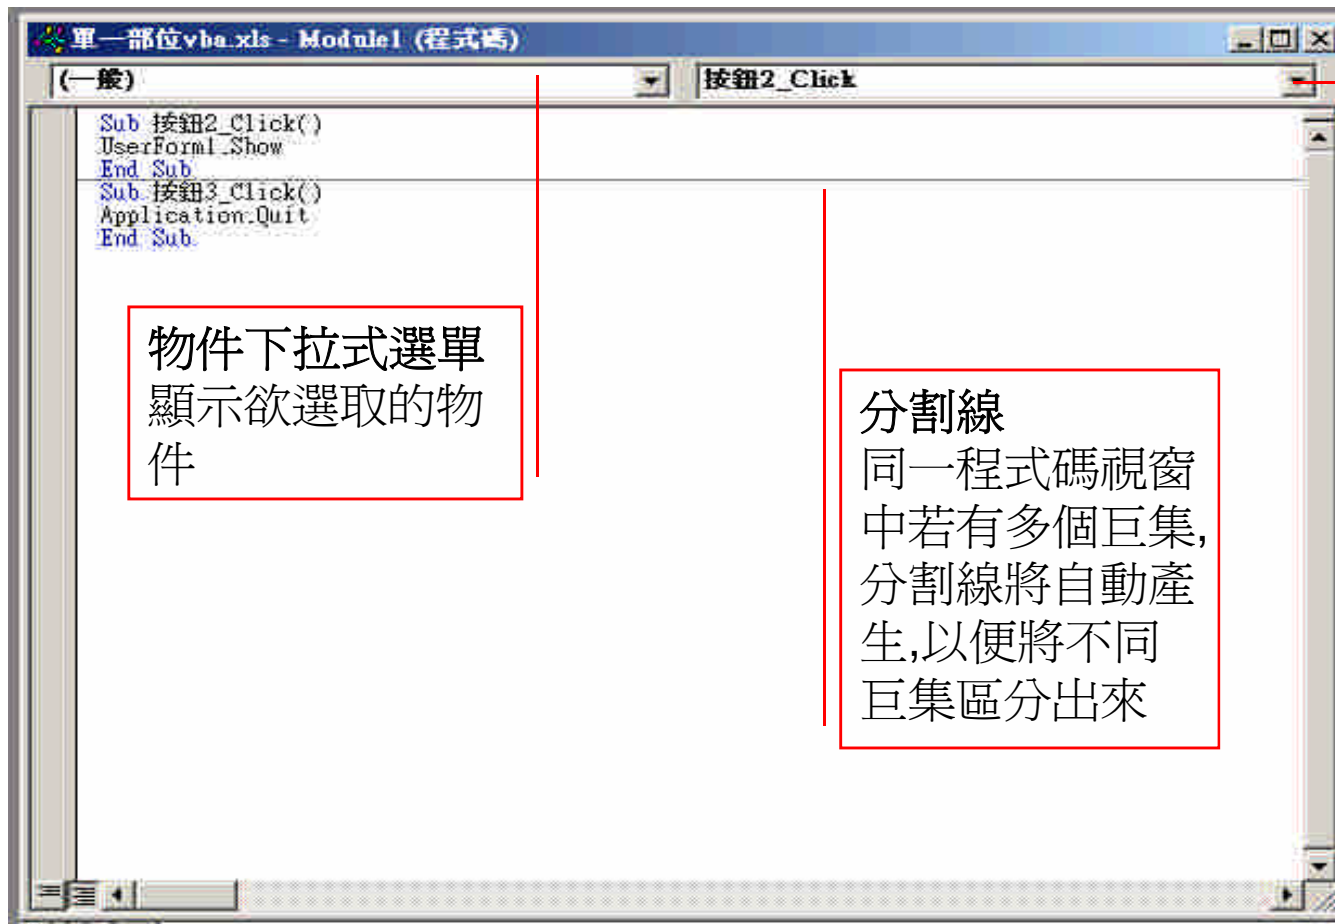 單一部位vba.xls - Module1 (程式碼)
(一般)
按鈕2_Click
Sub 按鈕2_Click()
UserForm1.Show
End Sub
Sub 按鈕3_Click()
Application.Quit
End Sub
物件下拉式選單
顯示欲選取的物
件
分割線
同一程式碼視窗
中若有多個巨集,
分割線將自動產
生,以便將不同
巨集區分出來